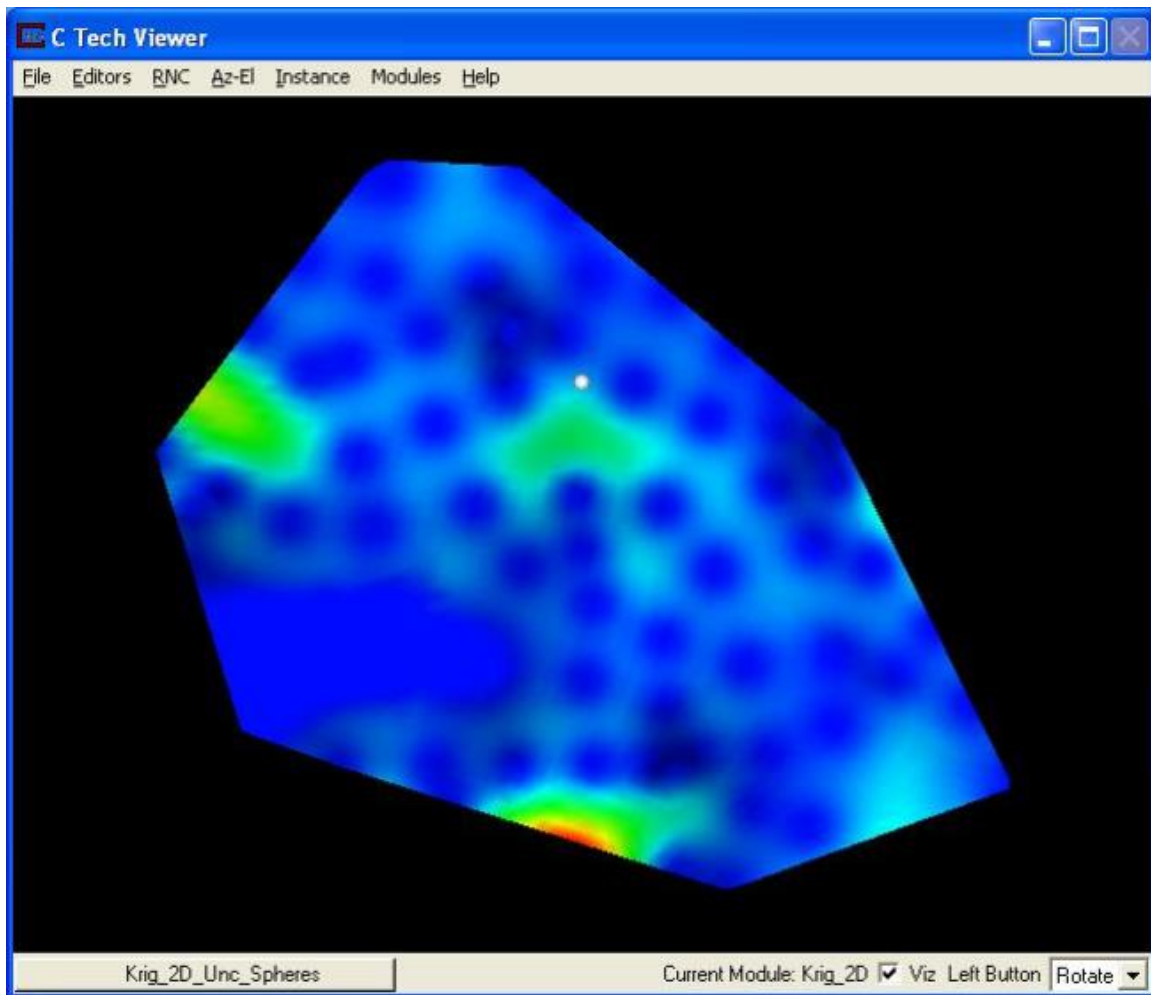 C Tech Viewer
File Editors RNC Az-El Instance Modules Help
Krig_2D_Unc_Spheres Current Module: Krig_2D Viz Left Button Rotate